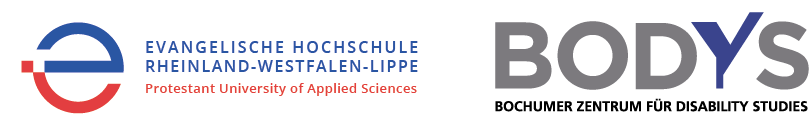 EVANGELISCHE HOCHSCHULE
RHEINLAND-WESTFALEN-LIPPE
Protestant University of Applied Sciences
BODYS
BOCHUMER ZENTRUM FÜR DISABILITY STUDIES